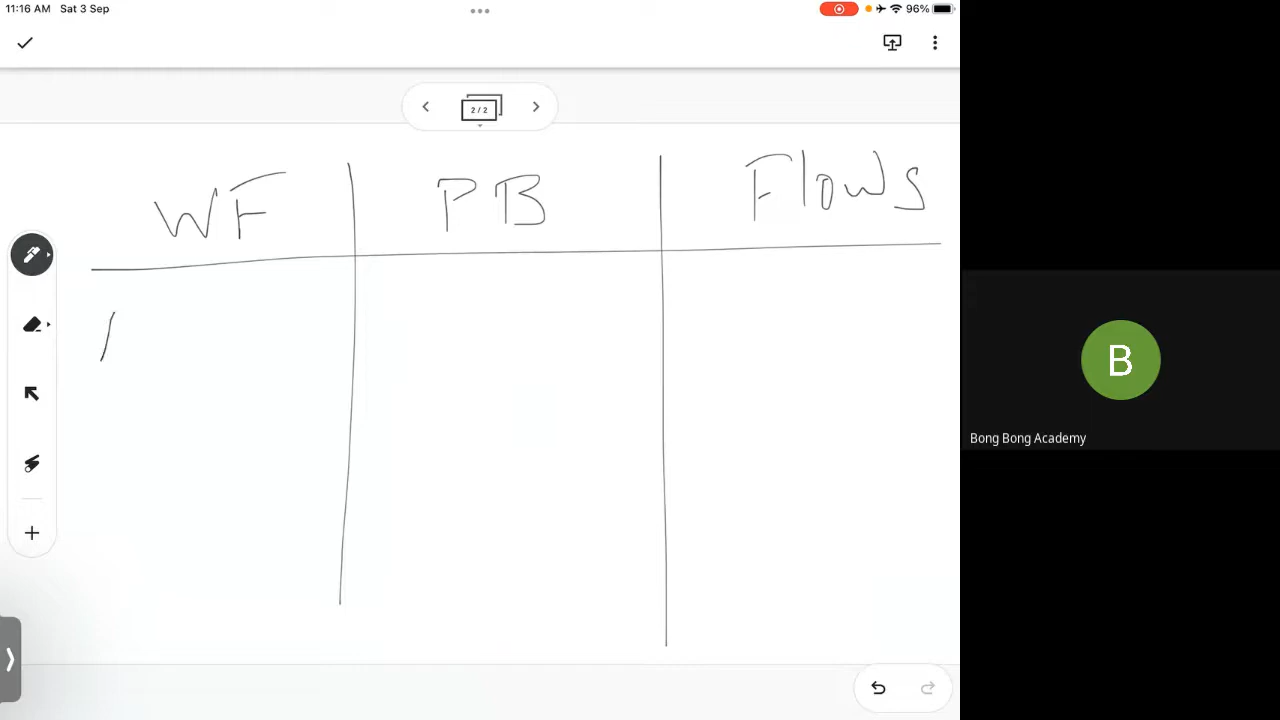 11:16 AM Sat 3 Sep
96%
2 / 2
WF PB Flows
B
Bong Bong Academy